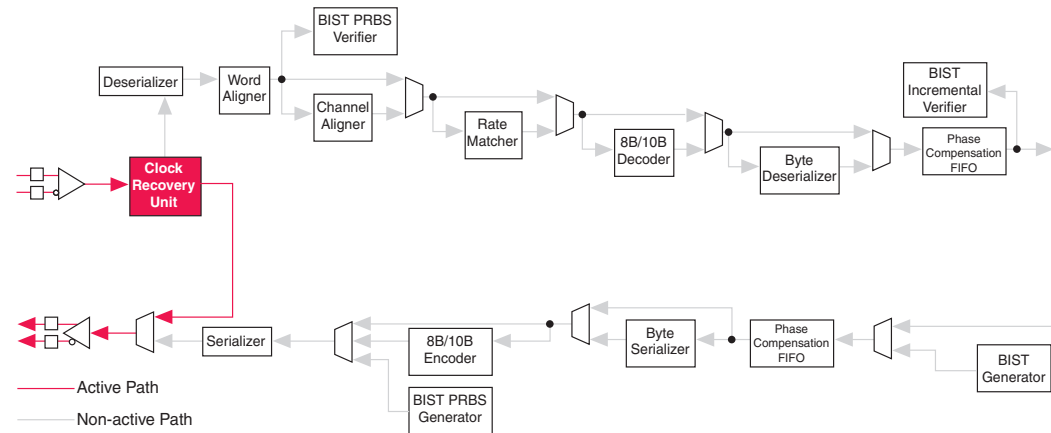 BIST PRBS
Verifier
Deserializer
Word
Aligner
Channel
Aligner
Rate
Matcher
8B/10B
Decoder
Byte
Deserializer
BIST
Incremental
Verifier
Phase
Compensation
FIFO
Clock
Recovery
Unit
Serializer
8B/10B
Encoder
BIST PRBS
Generator
Byte
Serializer
Phase
Compensation
FIFO
BIST
Generator
Active Path
Non-active Path